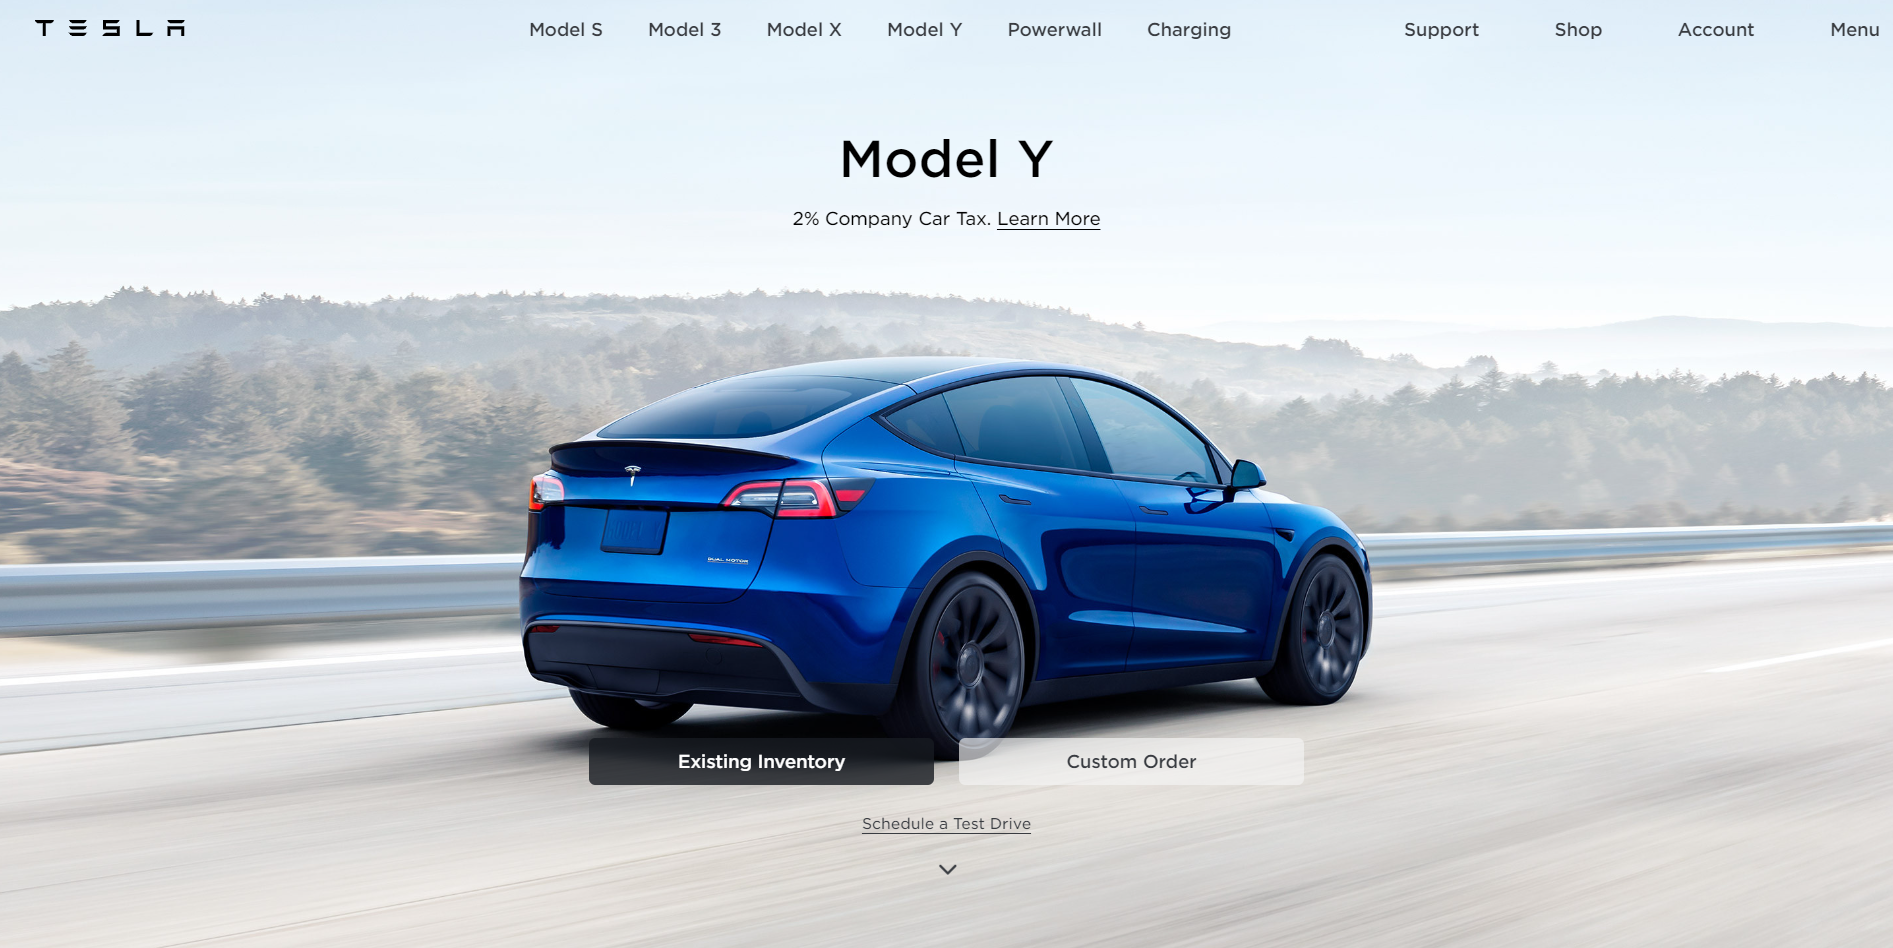 TESLA Model S Model 3 Model X Model Y Powerwall Charging Support Shop Account Menu
Model Y
2% Company Car Tax. Learn More
DUAL MOTOR
Existing Inventory Custom Order
Schedule a Test Drive